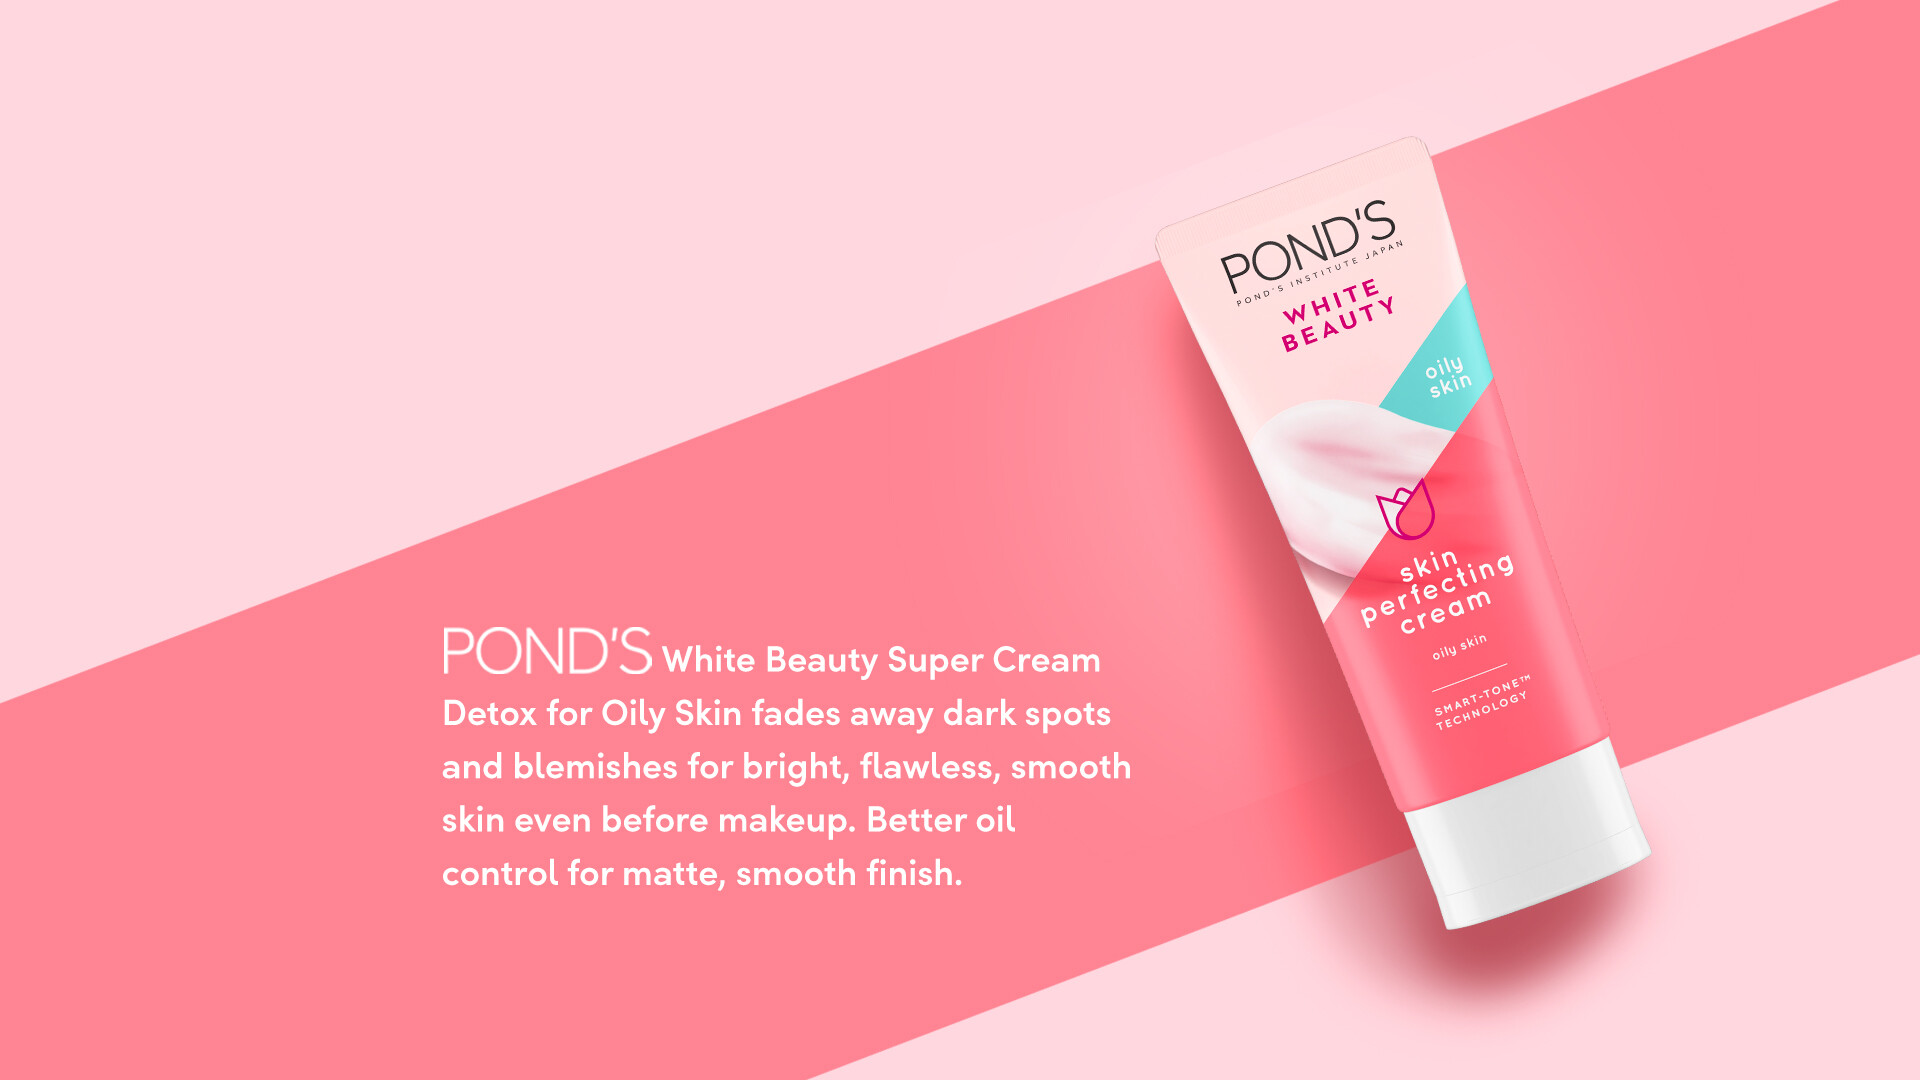 POND'S
POND'S INSTITUTE JAPAN
WHITE
BEAUTY
oily
skin
skin
perfecting
cream
oily skin
SMART-TONE™
TECHNOLOGY
POND'S White Beauty Super Cream
Detox for Oily Skin fades away dark spots
and blemishes for bright, flawless, smooth
skin even before makeup. Better oil
control for matte, smooth finish.